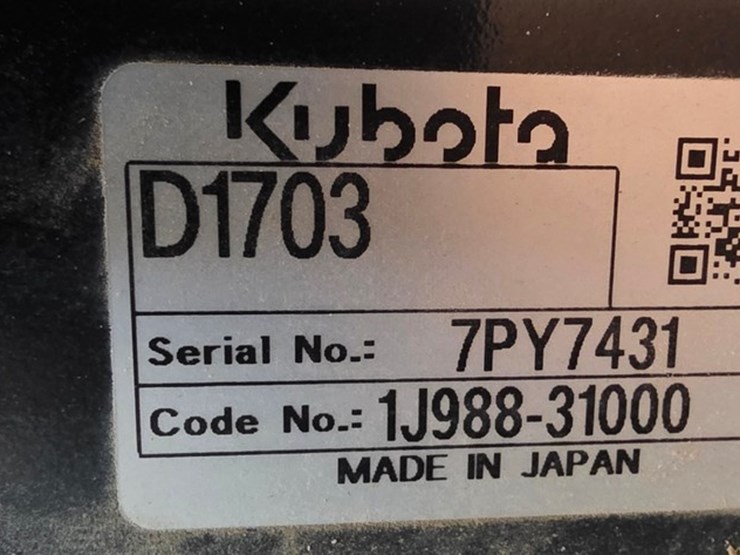 Kubota
D1703
Serial No.: 7PY7431
Code No.: 1J988-31000
MADE IN JAPAN